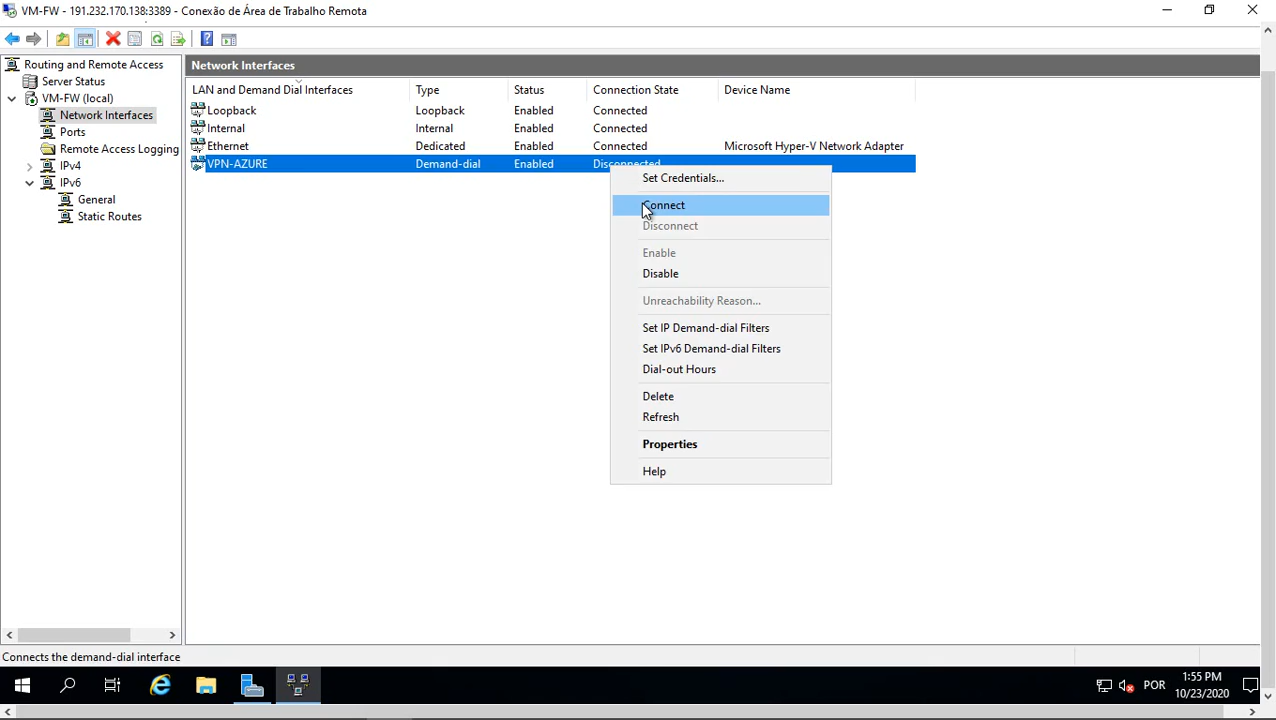 VM-FW - 191.232.170.138:3389 - Conexão de Área de Trabalho Remota
Routing and Remote Access
Server Status
VM-FW (local)
Network Interfaces
Ports
Remote Access Logging
IPv4
IPv6
General
Static Routes
Network Interfaces
LAN and Demand Dial Interfaces Type Status Connection State Device Name
Loopback Loopback Enabled Connected
Internal Internal Enabled Connected
Ethernet Dedicated Enabled Connected Microsoft Hyper-V Network Adapter
VPN-AZURE Demand-dial Enabled Disconnected
Set Credentials...
Connect
Disconnect
Enable
Disable
Unreachability Reason...
Set IP Demand-dial Filters
Set IPv6 Demand-dial Filters
Dial-out Hours
Delete
Refresh
Properties
Help
Connects the demand-dial interface
POR
1:55 PM
10/23/2020